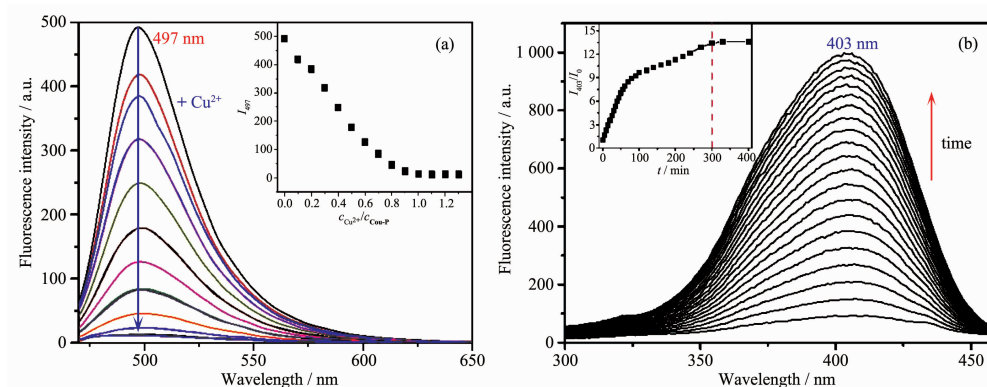 500
400
300
200
100
0
Fluorescence intensity / a.u.
500
550
600
650
Wavelength / nm
497 nm
+ Cu²⁺
(a)
500
400
300
200
100
0
I₄₉₇
0.0 0.2 0.4 0.6 0.8 1.0 1.2
c_Cu²⁺/c_Cou-P
1 000
800
600
400
200
0
Fluorescence intensity / a.u.
300
350
400
450
Wavelength / nm
403 nm
(b)
time
15
12
9
6
3
0
I₄₀₃/I₀
0 100 200 300 400
t / min